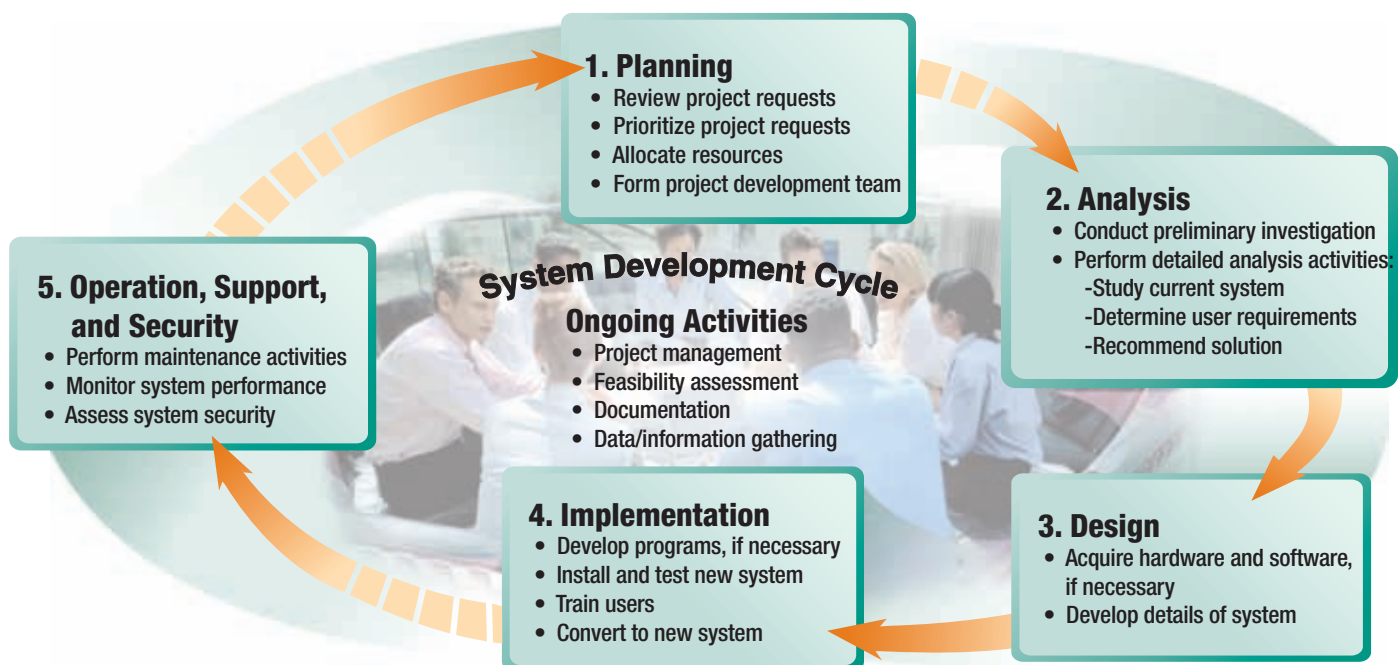 1. Planning
• Review project requests
• Prioritize project requests
• Allocate resources
• Form project development team
2. Analysis
• Conduct preliminary investigation
• Perform detailed analysis activities:
-Study current system
-Determine user requirements
-Recommend solution
3. Design
• Acquire hardware and software,
if necessary
• Develop details of system
4. Implementation
• Develop programs, if necessary
• Install and test new system
• Train users
• Convert to new system
5. Operation, Support,
and Security
• Perform maintenance activities
• Monitor system performance
• Assess system security
System Development Cycle
Ongoing Activities
• Project management
• Feasibility assessment
• Documentation
• Data/information gathering